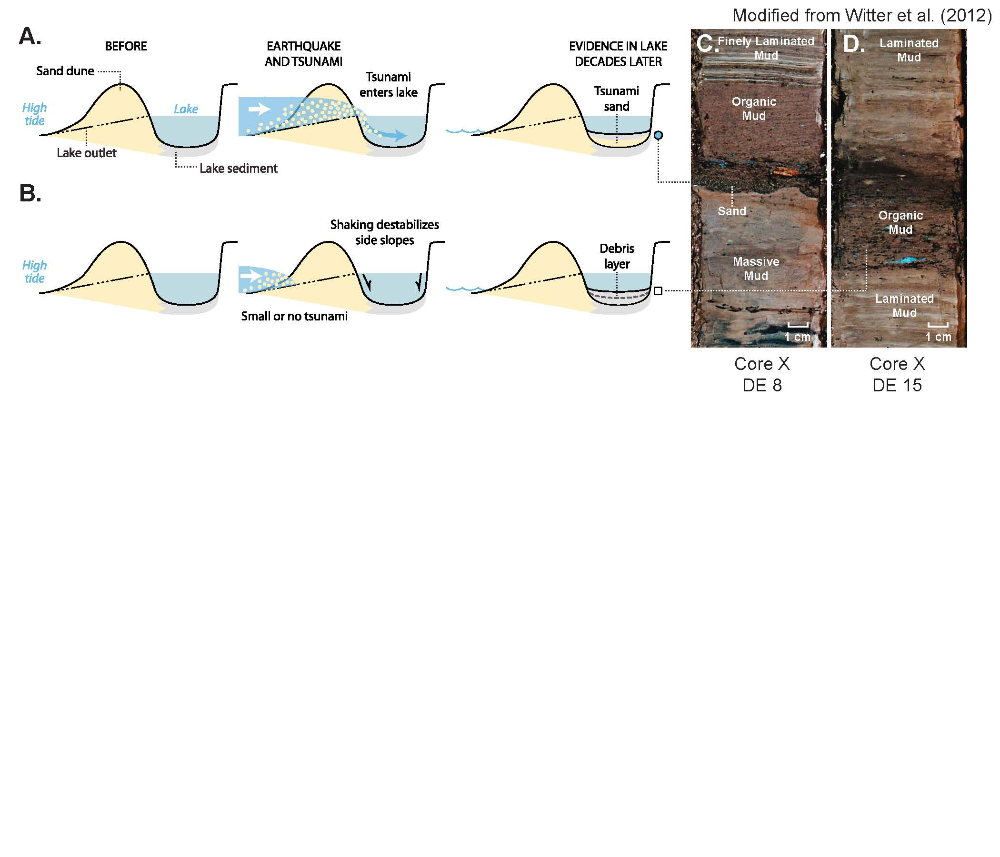 Modified from Witter et al. (2012)
A.
BEFORE
EARTHQUAKE
AND TSUNAMI
EVIDENCE IN LAKE
DECADES LATER
Sand dune
High
tide
Lake
Lake outlet
Lake sediment
Tsunami
enters lake
Tsunami
sand
B.
High
tide
Shaking destabilizes
side slopes
Small or no tsunami
Debris
layer
C.
Finely Laminated
Mud
Organic
Mud
Sand
Massive
Mud
1 cm
Core X
DE 8
D.
Laminated
Mud
Organic
Mud
Laminated
Mud
1 cm
Core X
DE 15